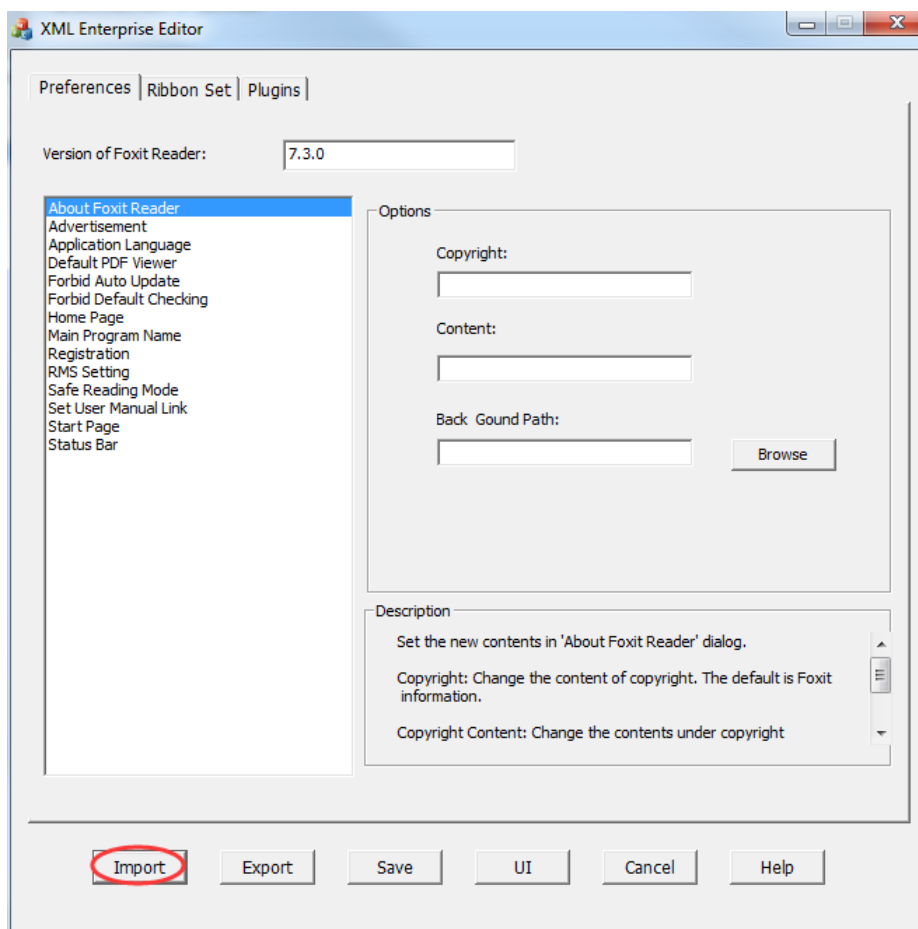 XML Enterprise Editor
Preferences Ribbon Set Plugins
Version of Foxit Reader: 7.3.0
About Foxit Reader
Advertisement
Application Language
Default PDF Viewer
Forbid Auto Update
Forbid Default Checking
Home Page
Main Program Name
Registration
RMS Setting
Safe Reading Mode
Set User Manual Link
Start Page
Status Bar
Options
Copyright:
Content:
Back Gound Path:
Browse
Description
Set the new contents in 'About Foxit Reader' dialog.
Copyright: Change the content of copyright. The default is Foxit
information.
Copyright Content: Change the contents under copyright
Import Export Save UI Cancel Help